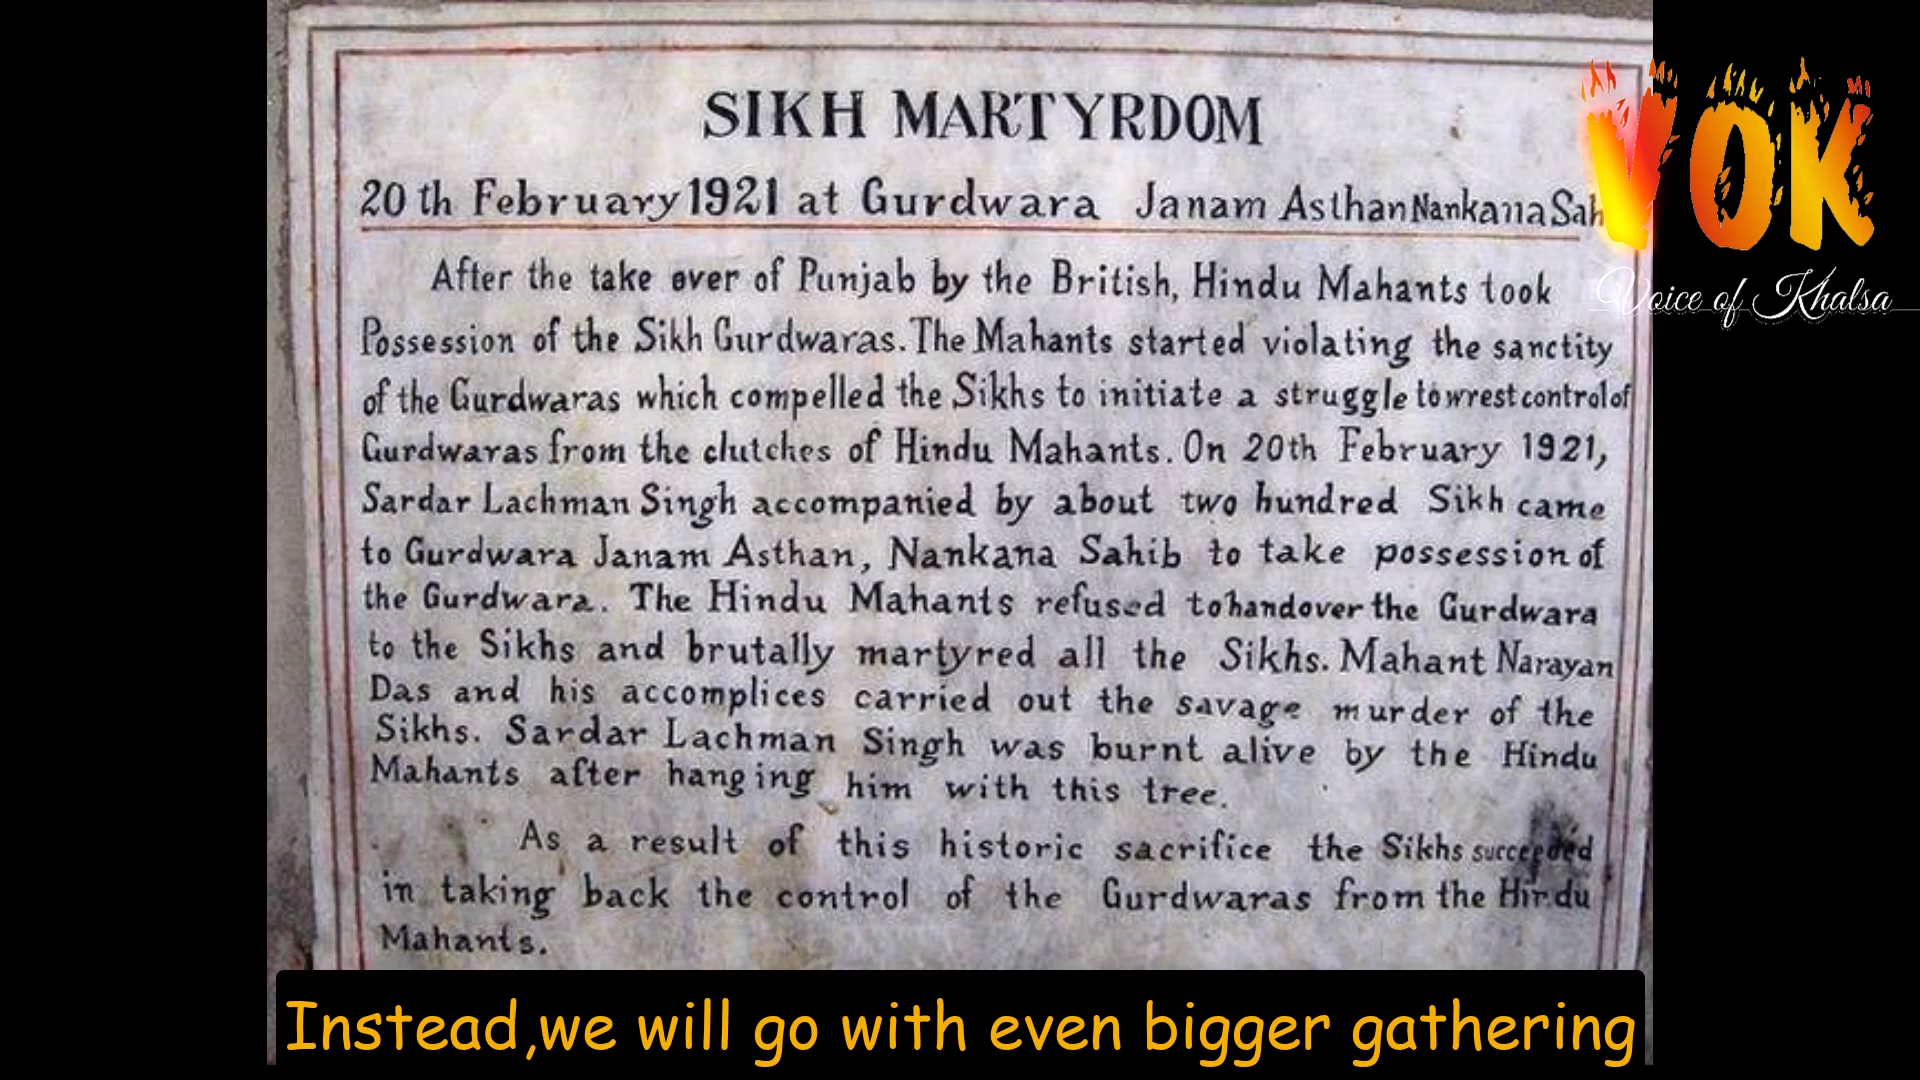 SIKH MARTYRDOM
20 th February 1921 at Gurdwara Janam Asthan Nankana Sah
After the take over of Punjab by the British, Hindu Mahants took
Possession of the Sikh Gurdwaras. The Mahants started violating the sanctity
of the Gurdwaras which compelled the Sikhs to initiate a struggle to wrest control of
Gurdwaras from the clutches of Hindu Mahants. On 20th February 1921,
Sardar Lachman Singh accompanied by about two hundred Sikh came
to Gurdwara Janam Asthan, Nankana Sahib to take possession of
the Gurdwara. The Hindu Mahants refused to handover the Gurdwara
to the Sikhs and brutally martyred all the Sikhs. Mahant Narayan
Das and his accomplices carried out the savage murder of the
Sikhs. Sardar Lachman Singh was burnt alive by the Hindu
Mahants after hanging him with this tree.
As a result of this historic sacrifice the Sikhs succeeded
in taking back the control of the Gurdwaras from the Hindu
Mahants.
VOK
Voice of Khalsa
Instead,we will go with even bigger gathering